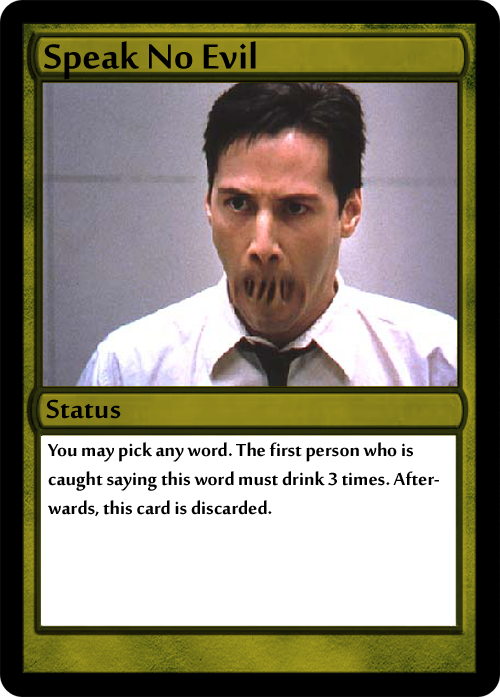 Speak No Evil
Status
You may pick any word. The first person who is
caught saying this word must drink 3 times. After-
wards, this card is discarded.